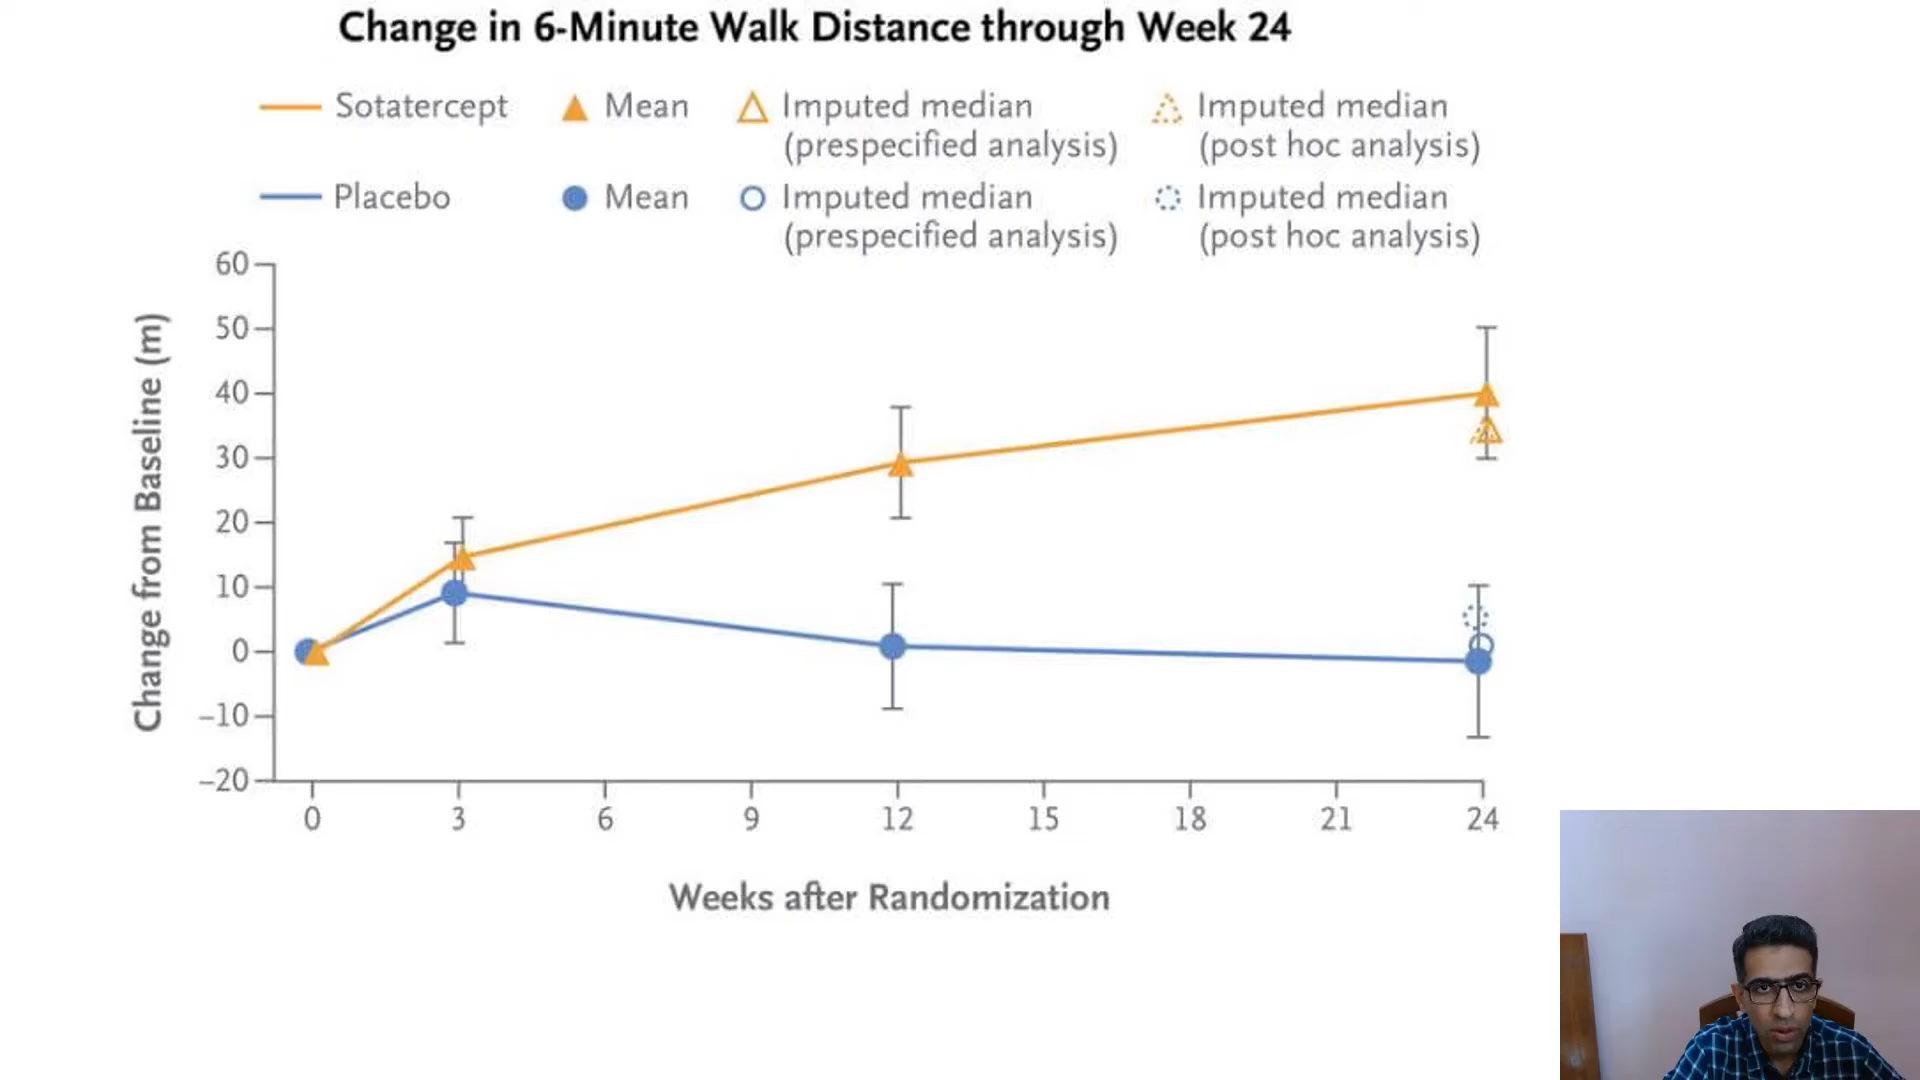 Change in 6-Minute Walk Distance through Week 24
Sotatercept Mean Imputed median Imputed median
(prespecified analysis) (post hoc analysis)
Placebo Mean Imputed median Imputed median
(prespecified analysis) (post hoc analysis)
60
50
40
30
20
10
0
–10
–20
Change from Baseline (m)
0 3 6 9 12 15 18 21 24
Weeks after Randomization